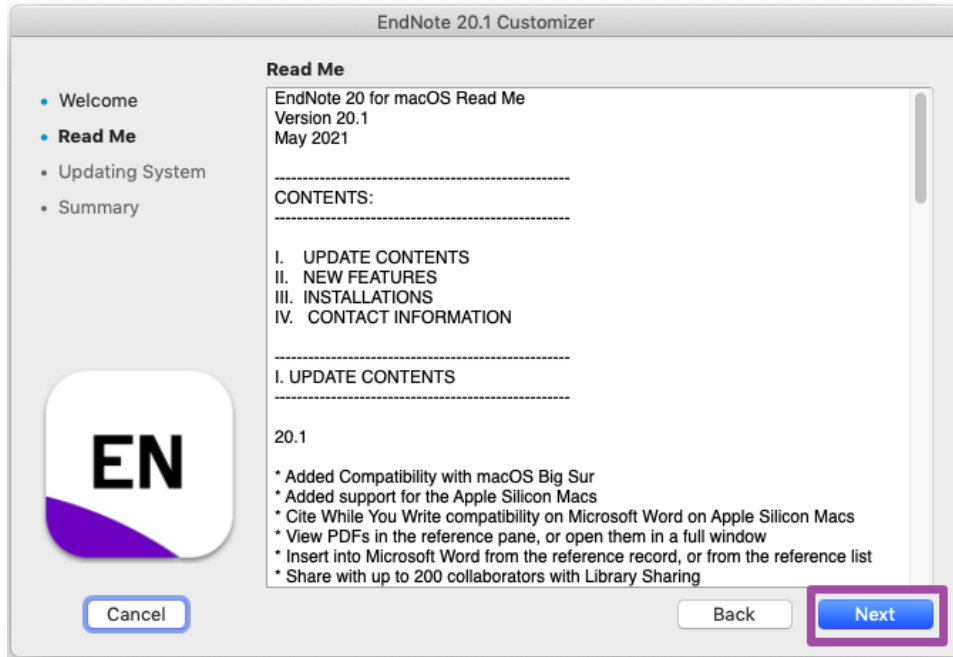 EndNote 20.1 Customizer
Read Me
• Welcome
• Read Me
• Updating System
• Summary
EndNote 20 for macOS Read Me
Version 20.1
May 2021
------------------------------------------------------
CONTENTS:
------------------------------------------------------
I. UPDATE CONTENTS
II. NEW FEATURES
III. INSTALLATIONS
IV. CONTACT INFORMATION
------------------------------------------------------
I. UPDATE CONTENTS
------------------------------------------------------
20.1
* Added Compatibility with macOS Big Sur
* Added support for the Apple Silicon Macs
* Cite While You Write compatibility on Microsoft Word on Apple Silicon Macs
* View PDFs in the reference pane, or open them in a full window
* Insert into Microsoft Word from the reference record, or from the reference list
* Share with up to 200 collaborators with Library Sharing
EN
Cancel
Back
Next